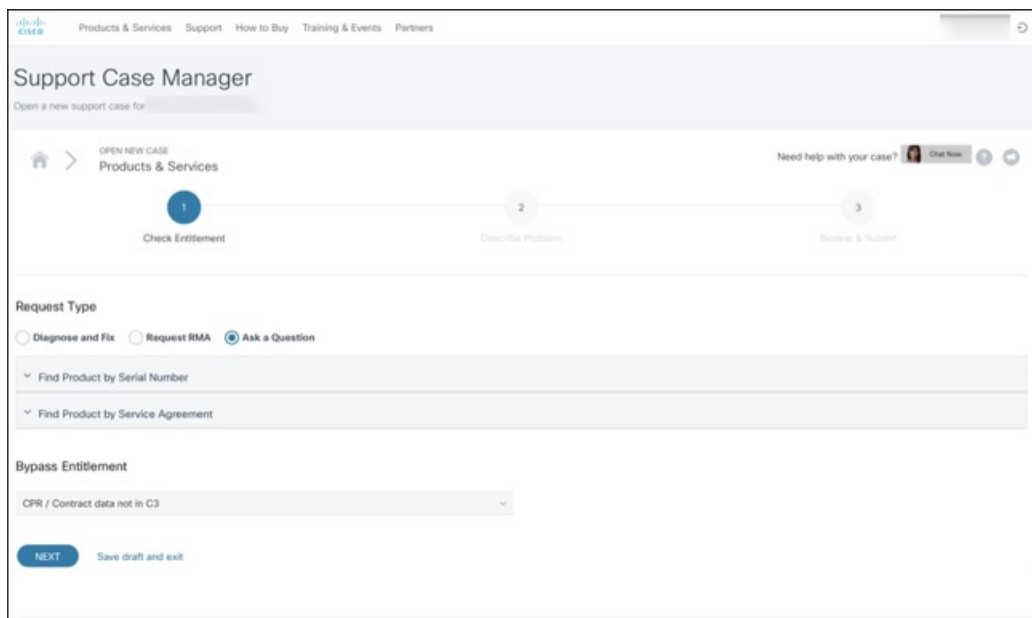 CISCO Products & Services Support How to Buy Training & Events Partners
Support Case Manager
Open a new support case for
OPEN NEW CASE
Products & Services
Need help with your case? Chat Now
1 2 3
Check Entitlement Describe Problem Review & Submit
Request Type
Diagnose and Fix Request RMA Ask a Question
Find Product by Serial Number
Find Product by Service Agreement
Bypass Entitlement
CPR / Contract data not in C3
NEXT Save draft and exit